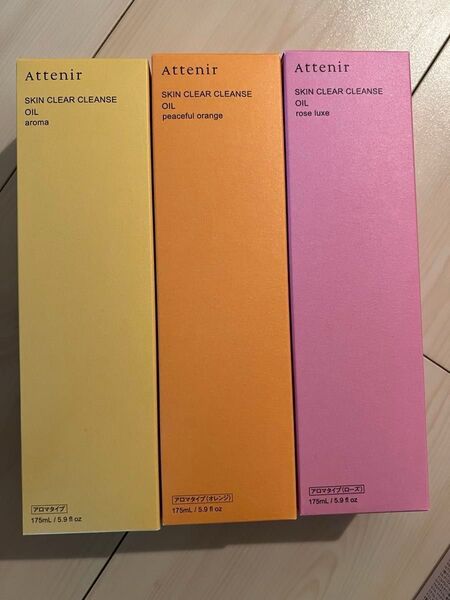 Attenir
SKIN CLEAR CLEANSE
OIL
aroma
アロマタイプ
175mL / 5.9 fl oz
Attenir
SKIN CLEAR CLEANSE
OIL
peaceful orange
アロマタイプ(オレンジ)
175mL / 5.9 fl oz
Attenir
SKIN CLEAR CLEANSE
OIL
rose luxe
アロマタイプ(ローズ)
175mL / 5.9 fl oz